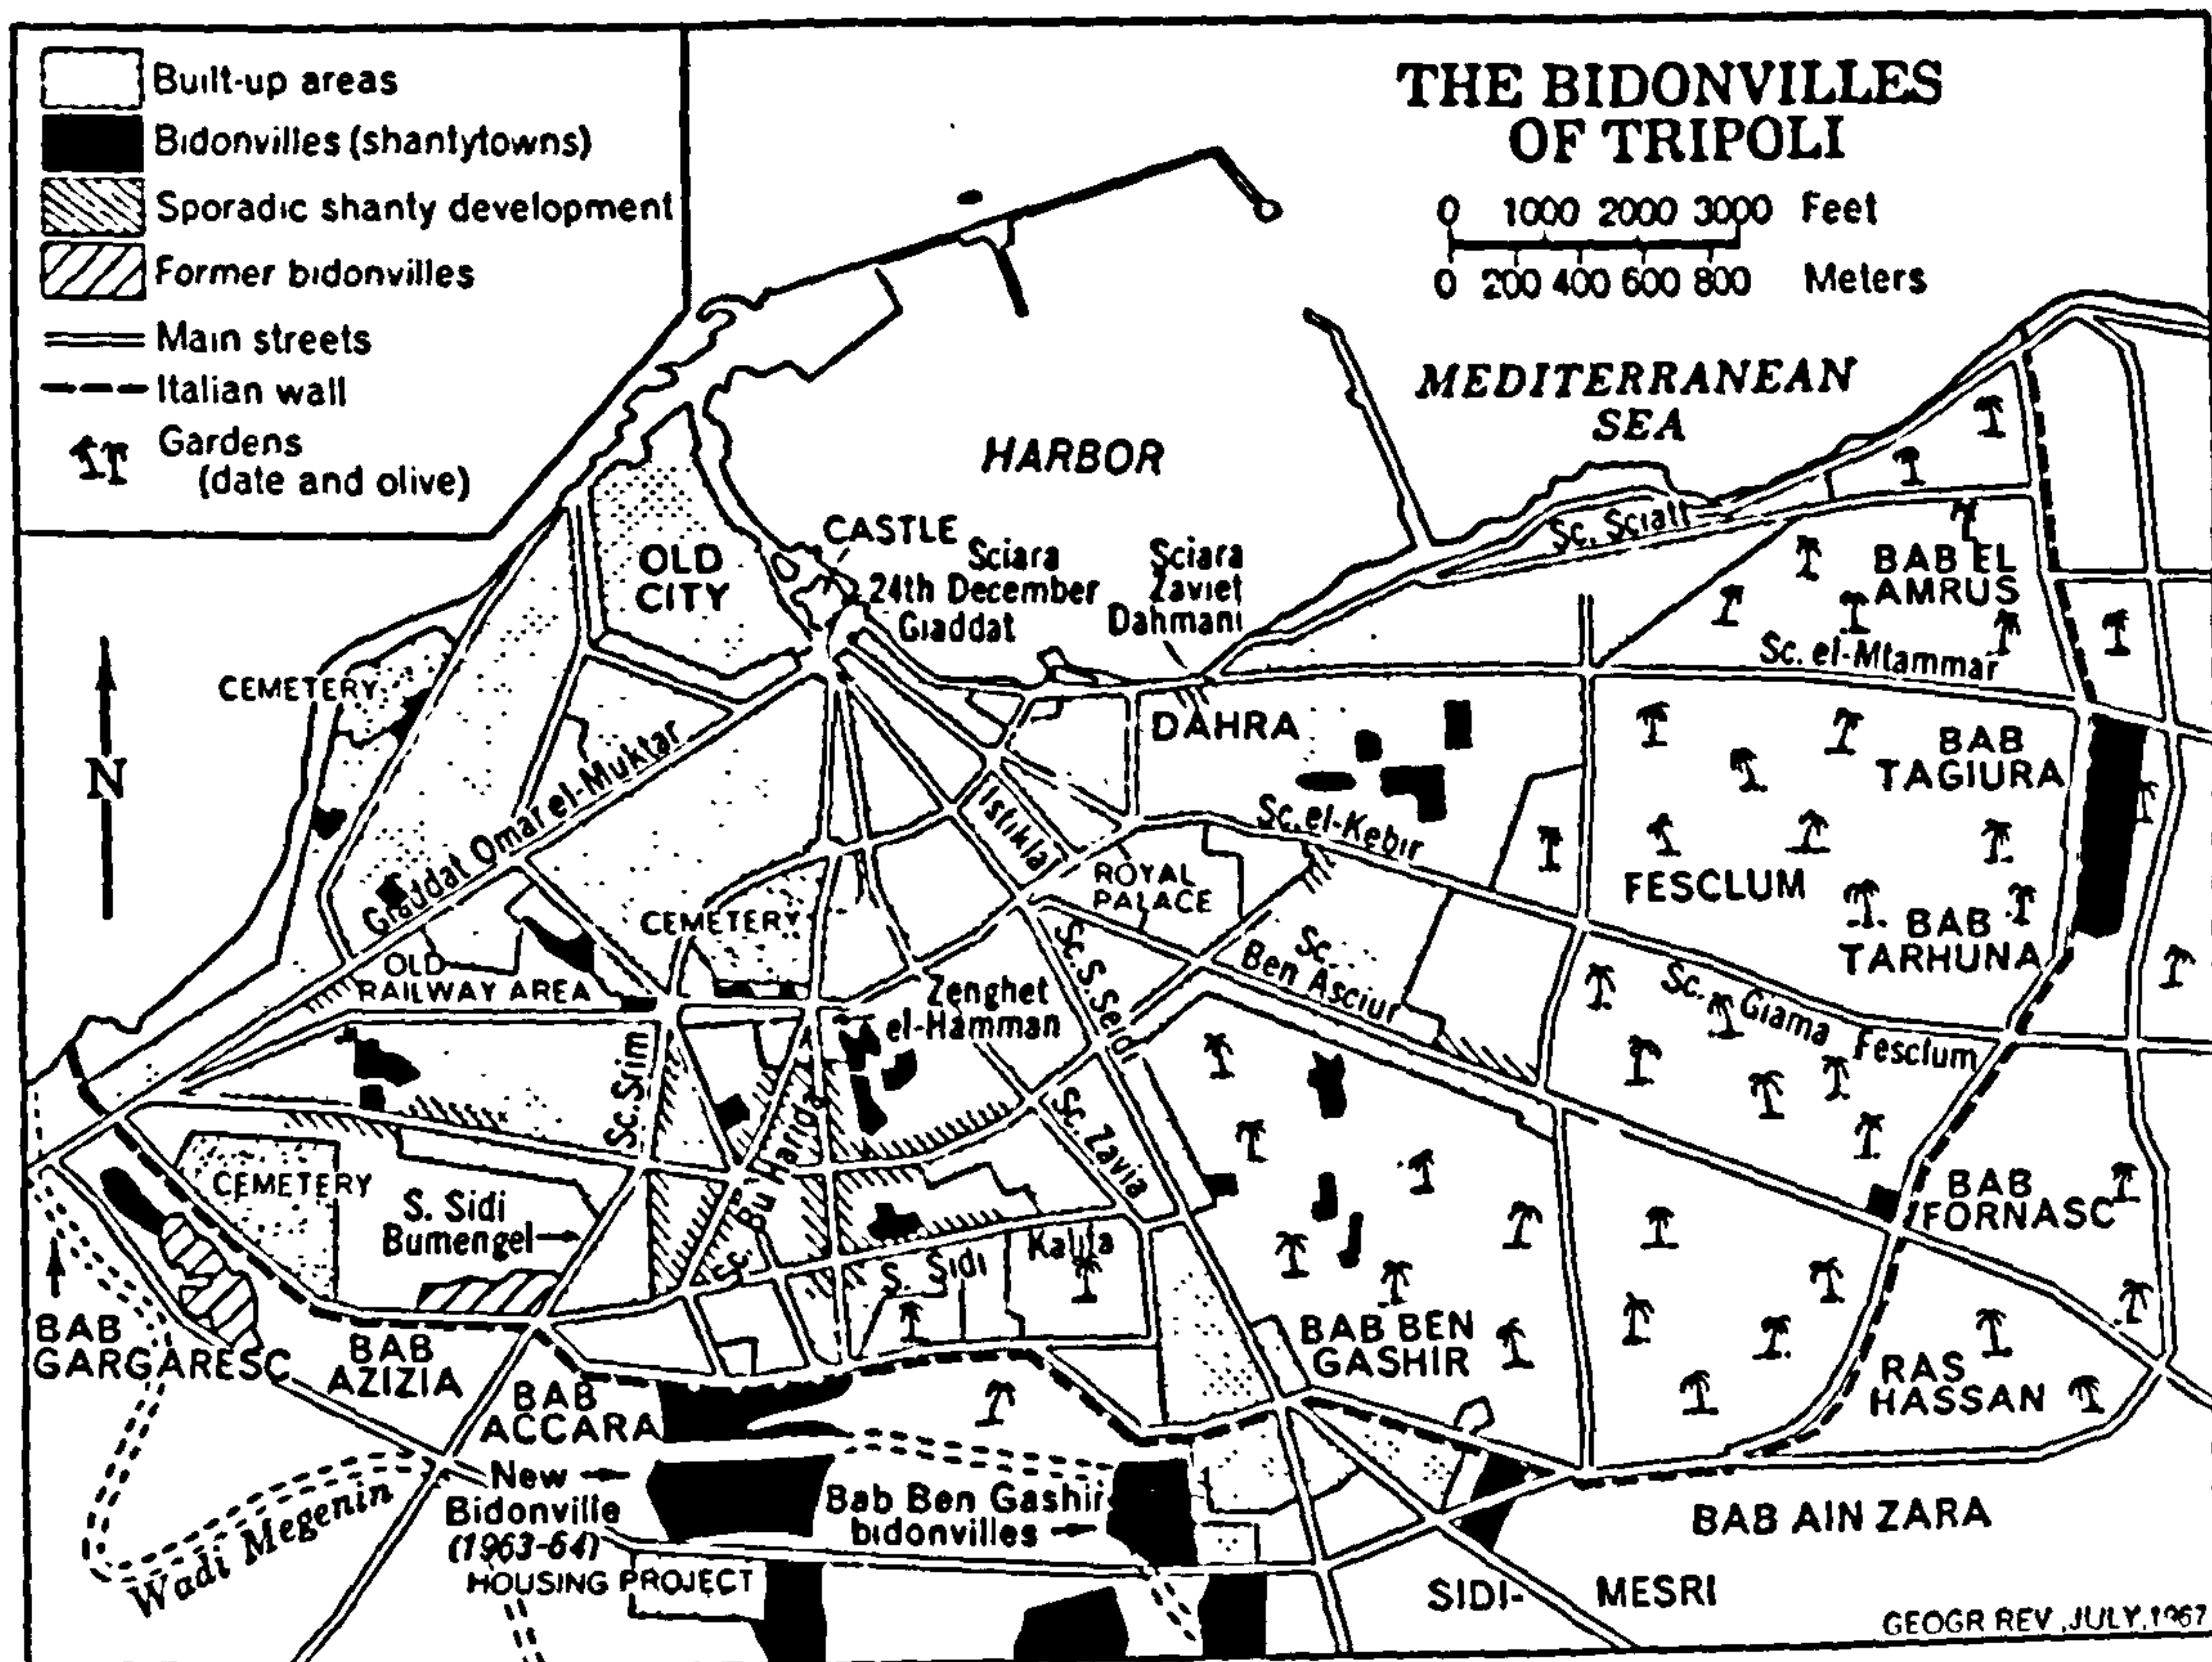 Built-up areas
Bidonvilles (shantytowns)
Sporadic shanty development
Former bidonvilles
Main streets
Italian wall
Gardens
(date and olive)
THE BIDONVILLES
OF TRIPOLI
0 1000 2000 3000 Feet
0 200 400 600 800 Meters
MEDITERRANEAN
SEA
HARBOR
CASTLE
OLD
CITY
Sciara
24th December
Giaddat
Sciara
Zaviet
Dahmani
Sc. Sciatt
BAB EL
AMRUS
Sc. el-Mtammar
CEMETERY
N
DAHRA
BAB
TAGIURA
Giaddat Omar el-Muktar
Istiklal
Sc. el-Kebir
ROYAL
PALACE
FESCLUM
CEMETERY
BAB
TARHUNA
OLD
RAILWAY AREA
Zenghet
el-Hamman
Sc. S. Seidi
Sc.
Ben Asciur
Sc. Giama Fesclum
Sc. Srim
Sc. Bu Harida
Sc. Zavia
CEMETERY
S. Sidi
Bumengel
S. Sidi Kalifa
BAB
FORNASC
BAB
GARGARESC
BAB
AZIZIA
BAB
ACCARA
BAB BEN
GASHIR
RAS
HASSAN
New
Bidonville
(1963-64)
Bab Ben Gashir
bidonvilles
Wadi Megenin
HOUSING PROJECT
BAB AIN ZARA
SIDI-MESRI
GEOGR REV, JULY, 1967